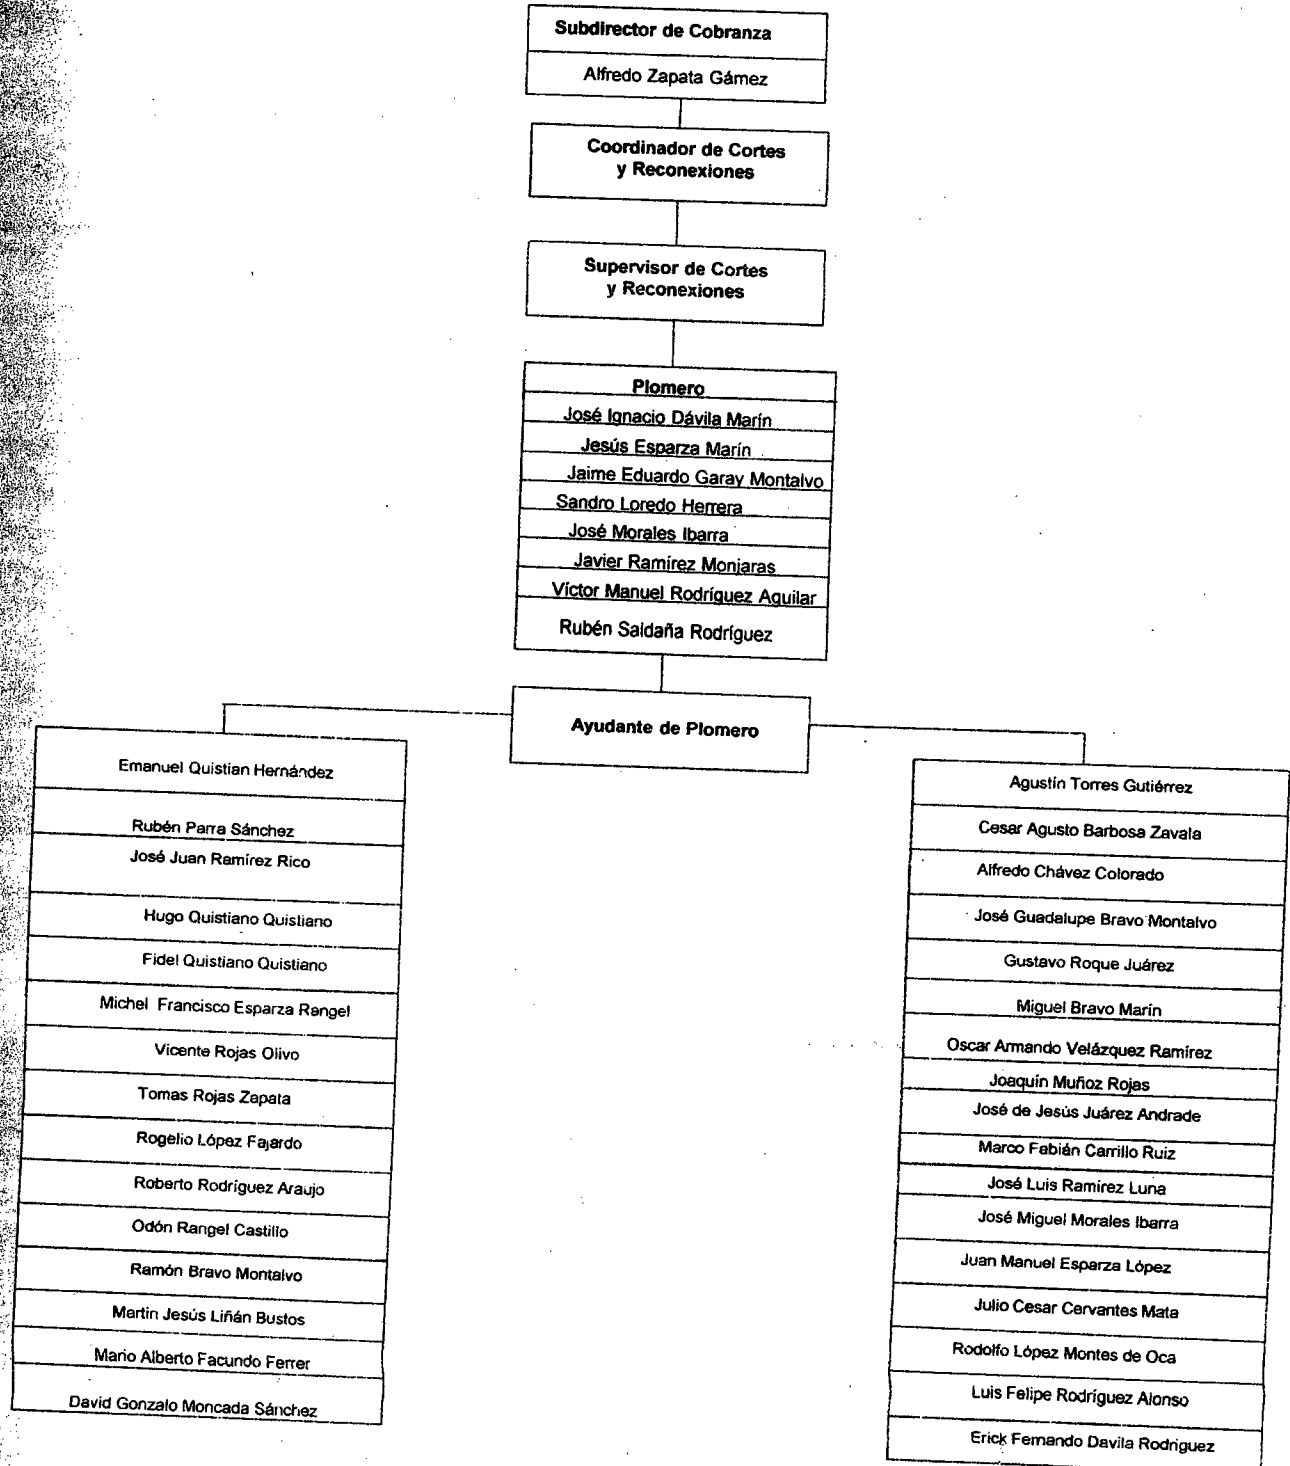 Subdirector de Cobranza
Alfredo Zapata Gámez
Coordinador de Cortes
y Reconexiones
Supervisor de Cortes
y Reconexiones
Plomero
José Ignacio Dávila Marín
Jesús Esparza Marín
Jaime Eduardo Garay Montalvo
Sandro Loredo Herrera
José Morales Ibarra
Javier Ramírez Monjaras
Víctor Manuel Rodríguez Aguilar
Rubén Saldaña Rodríguez
Ayudante de Plomero
Emanuel Quistian Hernández
Rubén Parra Sánchez
José Juan Ramírez Rico
Hugo Quistiano Quistiano
Fidel Quistiano Quistiano
Michel Francisco Esparza Rangel
Vicente Rojas Olivo
Tomas Rojas Zapata
Rogelio López Fajardo
Roberto Rodríguez Araujo
Odón Rangel Castillo
Ramón Bravo Montalvo
Martin Jesús Liñán Bustos
Mario Alberto Facundo Ferrer
David Gonzalo Moncada Sánchez
Agustín Torres Gutiérrez
Cesar Agusto Barbosa Zavala
Alfredo Chávez Colorado
José Guadalupe Bravo Montalvo
Gustavo Roque Juárez
Miguel Bravo Marín
Oscar Armando Velázquez Ramírez
Joaquín Muñoz Rojas
José de Jesús Juárez Andrade
Marco Fabián Carrillo Ruiz
José Luis Ramírez Luna
José Miguel Morales Ibarra
Juan Manuel Esparza López
Julio Cesar Cervantes Mata
Rodolfo López Montes de Oca
Luis Felipe Rodríguez Alonso
Erick Fernando Davila Rodriguez